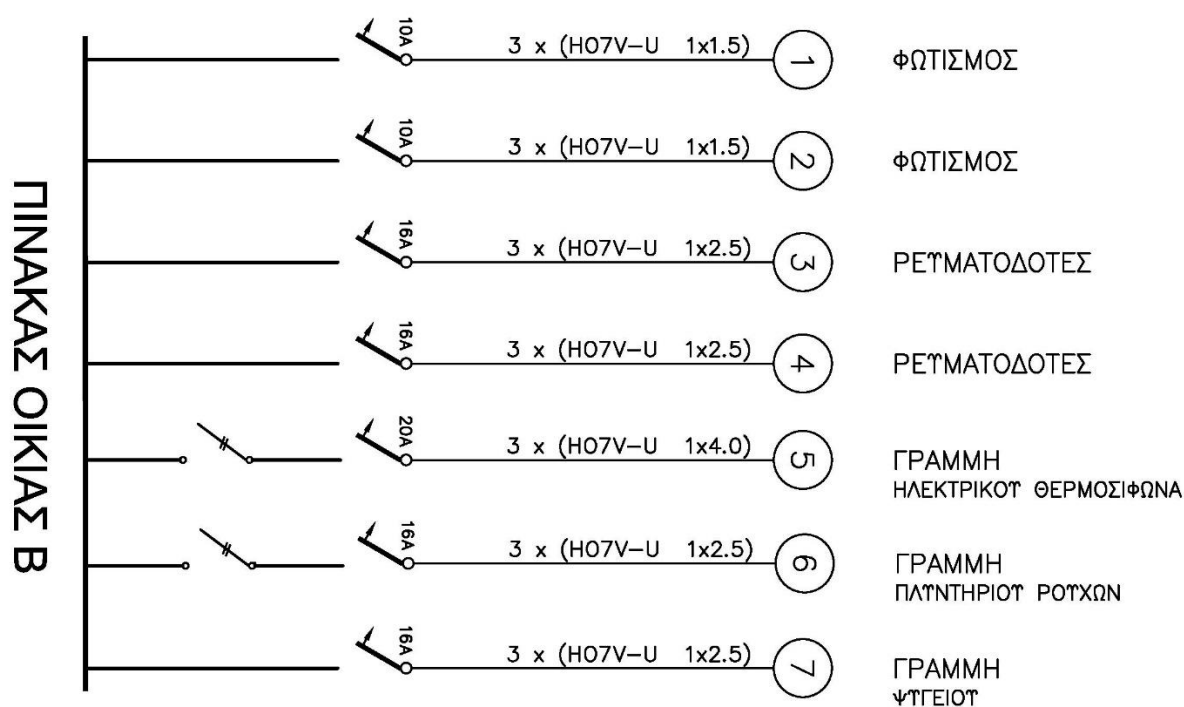 ΠΙΝΑΚΑΣ ΟΙΚΙΑΣ Β
10A
3 x (H07V-U 1x1.5)
1
ΦΩΤΙΣΜΟΣ
10A
3 x (H07V-U 1x1.5)
2
ΦΩΤΙΣΜΟΣ
16A
3 x (H07V-U 1x2.5)
3
ΡΕΥΜΑΤΟΔΟΤΕΣ
16A
3 x (H07V-U 1x2.5)
4
ΡΕΥΜΑΤΟΔΟΤΕΣ
20A
3 x (H07V-U 1x4.0)
5
ΓΡΑΜΜΗ
ΗΛΕΚΤΡΙΚΟΥ ΘΕΡΜΟΣΙΦΩΝΑ
16A
3 x (H07V-U 1x2.5)
6
ΓΡΑΜΜΗ
ΠΛΥΝΤΗΡΙΟΥ ΡΟΥΧΩΝ
16A
3 x (H07V-U 1x2.5)
7
ΓΡΑΜΜΗ
ΨΥΓΕΙΟΥ